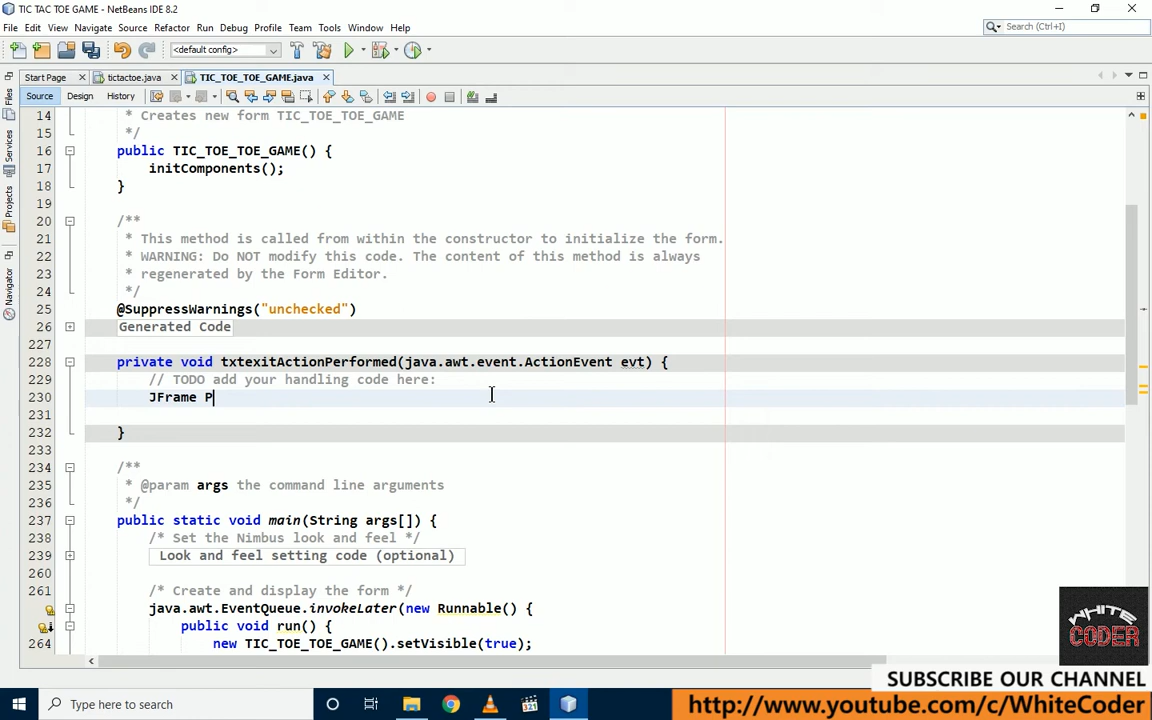 TIC TAC TOE GAME - NetBeans IDE 8.2
File Edit View Navigate Source Refactor Run Debug Profile Team Tools Window Help
Search (Ctrl+I)
<default config>
Start Page tictactoe.java TIC_TOE_TOE_GAME.java
Source Design History
Files
Services
Projects
Navigator
14 * Creates new form TIC_TOE_TOE_GAME
15 */
16 public TIC_TOE_TOE_GAME() {
17 initComponents();
18 }
19
20 /**
21 * This method is called from within the constructor to initialize the form.
22 * WARNING: Do NOT modify this code. The content of this method is always
23 * regenerated by the Form Editor.
24 */
25 @SuppressWarnings("unchecked")
26 Generated Code
227
228 private void txtexitActionPerformed(java.awt.event.ActionEvent evt) {
229 // TODO add your handling code here:
230 JFrame P
231
232 }
233
234 /**
235 * @param args the command line arguments
236 */
237 public static void main(String args[]) {
238 /* Set the Nimbus look and feel */
239 Look and feel setting code (optional)
260
261 /* Create and display the form */
java.awt.EventQueue.invokeLater(new Runnable() {
public void run() {
264 new TIC_TOE_TOE_GAME().setVisible(true);
WHITE
CODER
SUBSCRIBE OUR CHANNEL
Type here to search
321
http://www.youtube.com/c/WhiteCoder